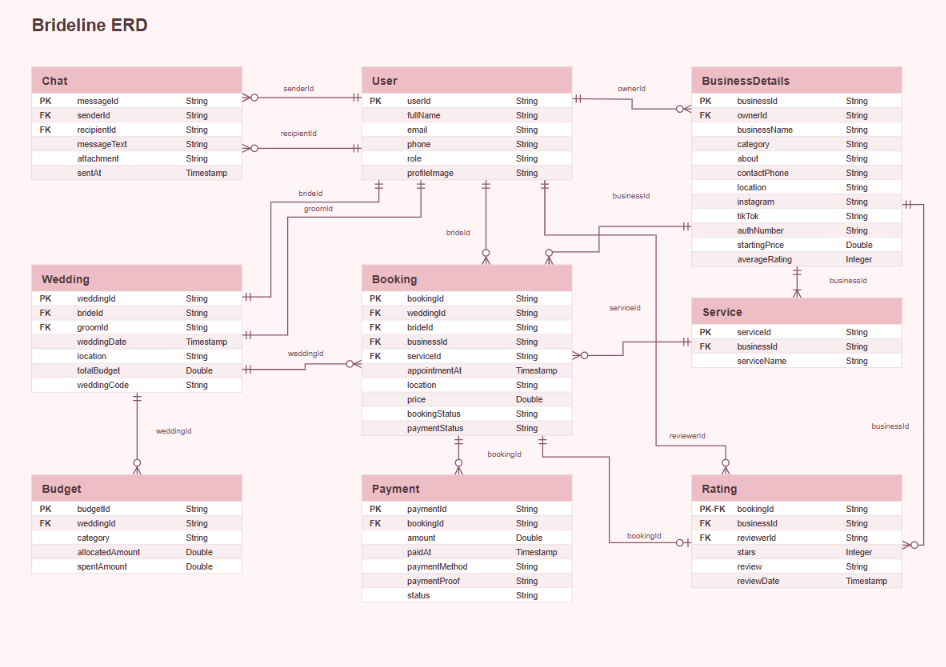 Brideline ERD
Chat
PK messageId String
FK senderId String
FK recipientId String
messageText String
attachment String
sentAt Timestamp
senderId
recipientId
User
PK userId String
fullName String
email String
phone String
role String
profileImage String
ownerId
BusinessDetails
PK businessId String
FK ownerId String
businessName String
category String
about String
contactPhone String
location String
instagram String
tikTok String
authNumber String
startingPrice Double
averageRating Integer
brideId
groomId
brideId
businessId
businessId
Wedding
PK weddingId String
FK brideId String
FK groomId String
weddingDate Timestamp
location String
totalBudget Double
weddingCode String
weddingId
Booking
PK bookingId String
FK weddingId String
FK brideId String
FK businessId String
FK serviceId String
appointmentAt Timestamp
location String
price Double
bookingStatus String
paymentStatus String
serviceId
Service
PK serviceId String
FK businessId String
serviceName String
weddingId
bookingId
reviewerId
businessId
Budget
PK budgetId String
FK weddingId String
category String
allocatedAmount Double
spentAmount Double
Payment
PK paymentId String
FK bookingId String
amount Double
paidAt Timestamp
paymentMethod String
paymentProof String
status String
bookingId
Rating
PK-FK bookingId String
FK businessId String
FK reviewerId String
stars Integer
review String
reviewDate Timestamp